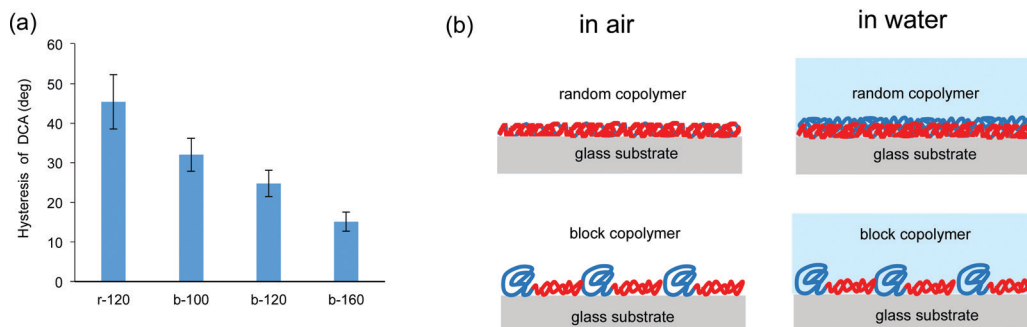 (a)
60
50
40
30
20
10
0
Hysteresis of DCA (deg)
r-120 b-100 b-120 b-160
(b)
in air
in water
random copolymer
glass substrate
random copolymer
glass substrate
block copolymer
glass substrate
block copolymer
glass substrate